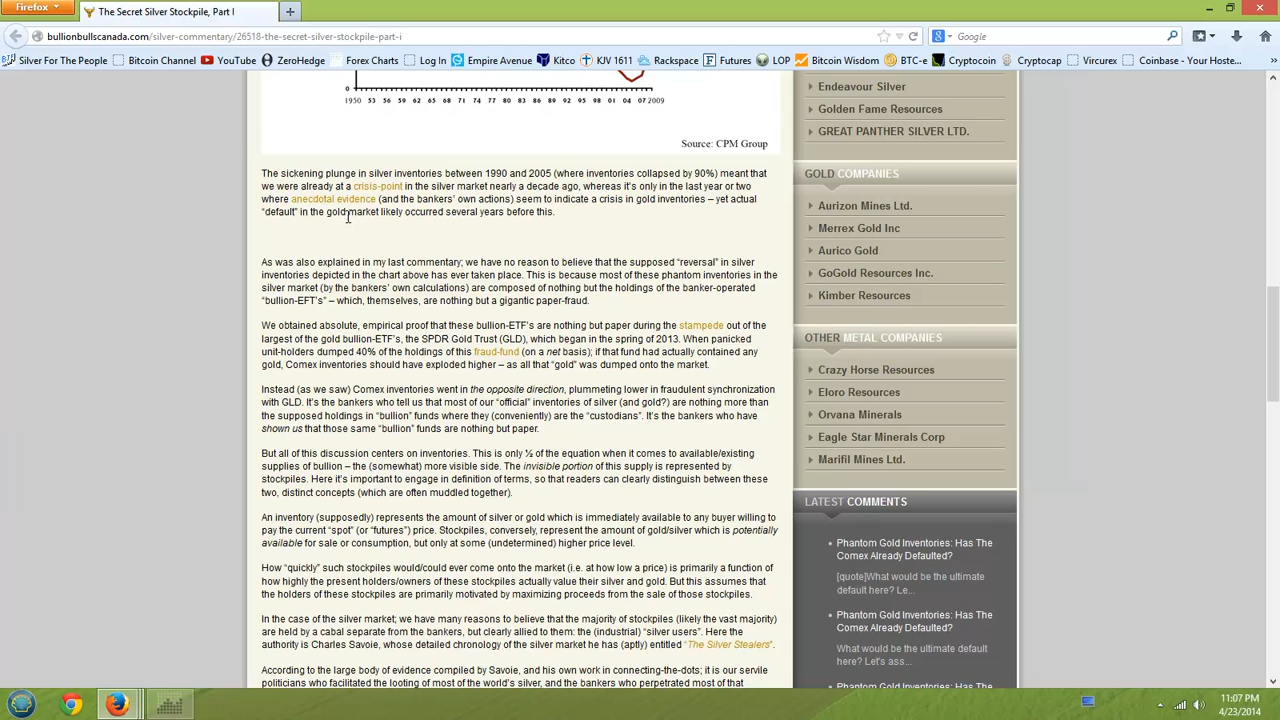 Firefox
The Secret Silver Stockpile, Part I
bullionbullscanada.com/silver-commentary/26518-the-secret-silver-stockpile-part-i
Google
Silver For The People
Bitcoin Channel
YouTube
ZeroHedge
Forex Charts
Log In
Empire Avenue
Kitco
KJV 1611
Rackspace
Futures
LOP
Bitcoin Wisdom
BTC-e
Cryptocoin
Cryptocap
Vircurex
Coinbase - Your Hoste...
0
1950 53 56 59 62 65 68 71 74 77 80 83 86 89 92 95 98 01 04 07 2009
Source: CPM Group
The sickening plunge in silver inventories between 1990 and 2005 (where inventories collapsed by 90%) meant that
we were already at a crisis-point in the silver market nearly a decade ago, whereas it's only in the last year or two
where anecdotal evidence (and the bankers' own actions) seem to indicate a crisis in gold inventories – yet actual
"default" in the gold market likely occurred several years before this.
As was also explained in my last commentary; we have no reason to believe that the supposed "reversal" in silver
inventories depicted in the chart above has ever taken place. This is because most of these phantom inventories in the
silver market (by the bankers' own calculations) are composed of nothing but the holdings of the banker-operated
"bullion-EFT's" – which, themselves, are nothing but a gigantic paper-fraud.
We obtained absolute, empirical proof that these bullion-ETF's are nothing but paper during the stampede out of the
largest of the gold bullion-ETF's, the SPDR Gold Trust (GLD), which began in the spring of 2013. When panicked
unit-holders dumped 40% of the holdings of this fraud-fund (on a net basis); if that fund had actually contained any
gold, Comex inventories should have exploded higher – as all that "gold" was dumped onto the market.
Instead (as we saw) Comex inventories went in the opposite direction, plummeting lower in fraudulent synchronization
with GLD. It's the bankers who tell us that most of our "official" inventories of silver (and gold?) are nothing more than
the supposed holdings in "bullion" funds where they (conveniently) are the "custodians". It's the bankers who have
shown us that those same "bullion" funds are nothing but paper.
But all of this discussion centers on inventories. This is only ½ of the equation when it comes to available/existing
supplies of bullion – the (somewhat) more visible side. The invisible portion of this supply is represented by
stockpiles. Here it's important to engage in definition of terms, so that readers can clearly distinguish between these
two, distinct concepts (which are often muddled together).
An inventory (supposedly) represents the amount of silver or gold which is immediately available to any buyer willing to
pay the current "spot" (or "futures") price. Stockpiles, conversely, represent the amount of gold/silver which is potentially
available for sale or consumption, but only at some (undetermined) higher price level.
How "quickly" such stockpiles would/could ever come onto the market (i.e. at how low a price) is primarily a function of
how highly the present holders/owners of these stockpiles actually value their silver and gold. But this assumes that
the holders of these stockpiles are primarily motivated by maximizing proceeds from the sale of those stockpiles.
In the case of the silver market; we have many reasons to believe that the majority of stockpiles (likely the vast majority)
are held by a cabal separate from the bankers, but clearly allied to them: the (industrial) "silver users". Here the
authority is Charles Savoie, whose detailed chronology of the silver market he has (aptly) entitled "The Silver Stealers".
According to the large body of evidence compiled by Savoie, and his own work in connecting-the-dots; it is our servile
politicians who facilitated the looting of most of the world's silver, and the bankers who perpetrated most of that
Endeavour Silver
Golden Fame Resources
GREAT PANTHER SILVER LTD.
GOLD COMPANIES
Aurizon Mines Ltd.
Merrex Gold Inc
Aurico Gold
GoGold Resources Inc.
Kimber Resources
OTHER METAL COMPANIES
Crazy Horse Resources
Eloro Resources
Orvana Minerals
Eagle Star Minerals Corp
Marifil Mines Ltd.
LATEST COMMENTS
Phantom Gold Inventories: Has The
Comex Already Defaulted?
[quote]What would be the ultimate
default here? Le...
Phantom Gold Inventories: Has The
Comex Already Defaulted?
What would be the ultimate default
here? Let's ass...
Phantom Gold Inventories: Has The
11:07 PM
4/23/2014